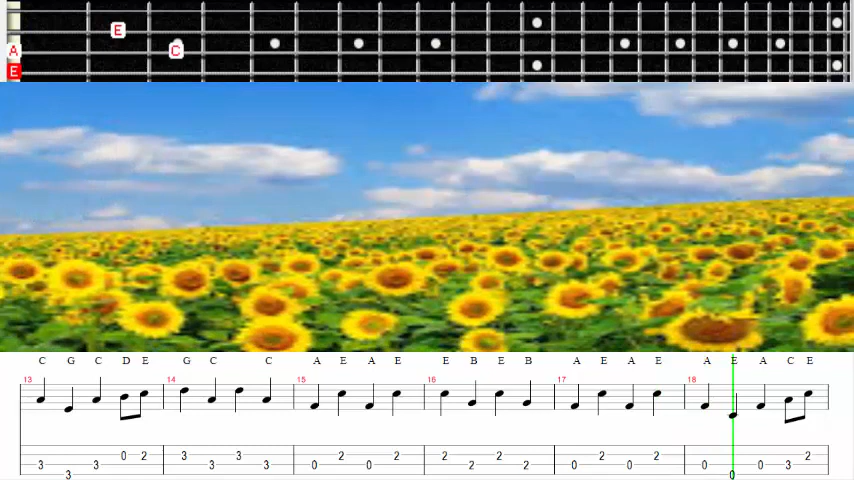 E
A C
E
C G C D E G C C A E A E E B E B A E A E A E A C E
13 14 15 16 17 18
0 2 3 3 2 2 2 2 2 2 2
3 3 3 3 0 0 2 2 0 0 0 0 3
3 0